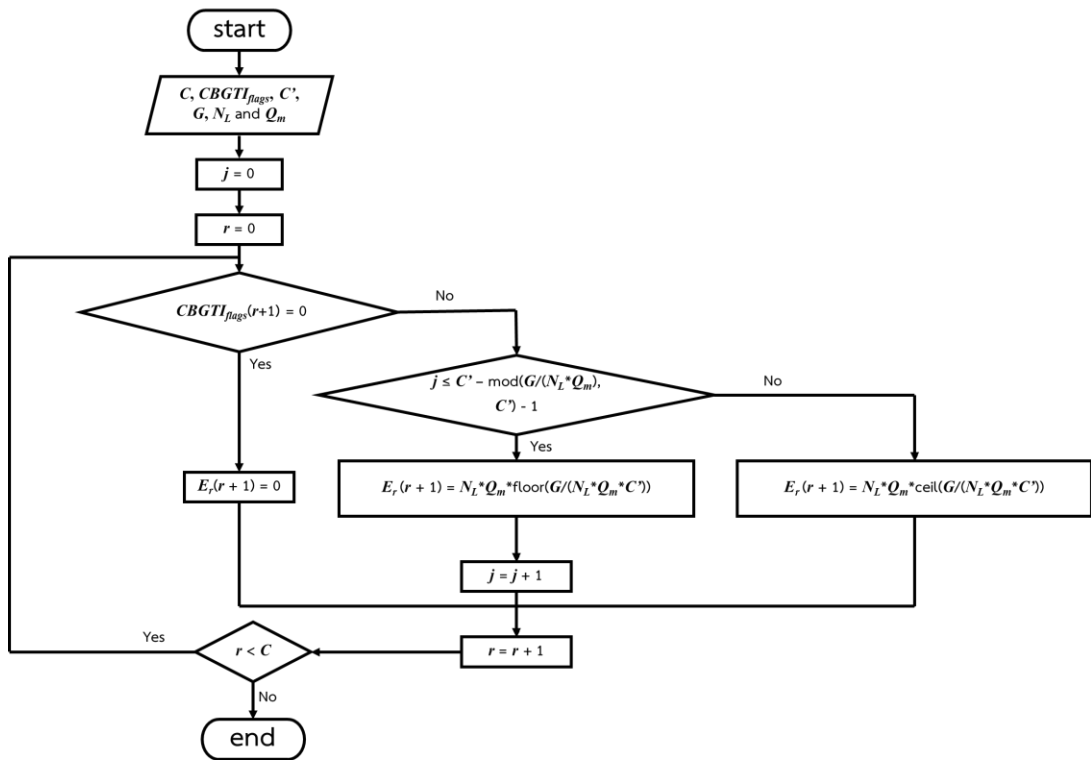 start
C, CBGTI_flags, C’,
G, N_L and Q_m
j = 0
r = 0
CBGTI_flags(r+1) = 0
No
Yes
j ≤ C’ – mod(G/(N_L*Q_m),
C’) - 1
No
Yes
E_r(r + 1) = 0
E_r (r + 1) = N_L*Q_m*floor(G/(N_L*Q_m*C’))
E_r (r + 1) = N_L*Q_m*ceil(G/(N_L*Q_m*C’))
j = j + 1
Yes
r < C
r = r + 1
No
end